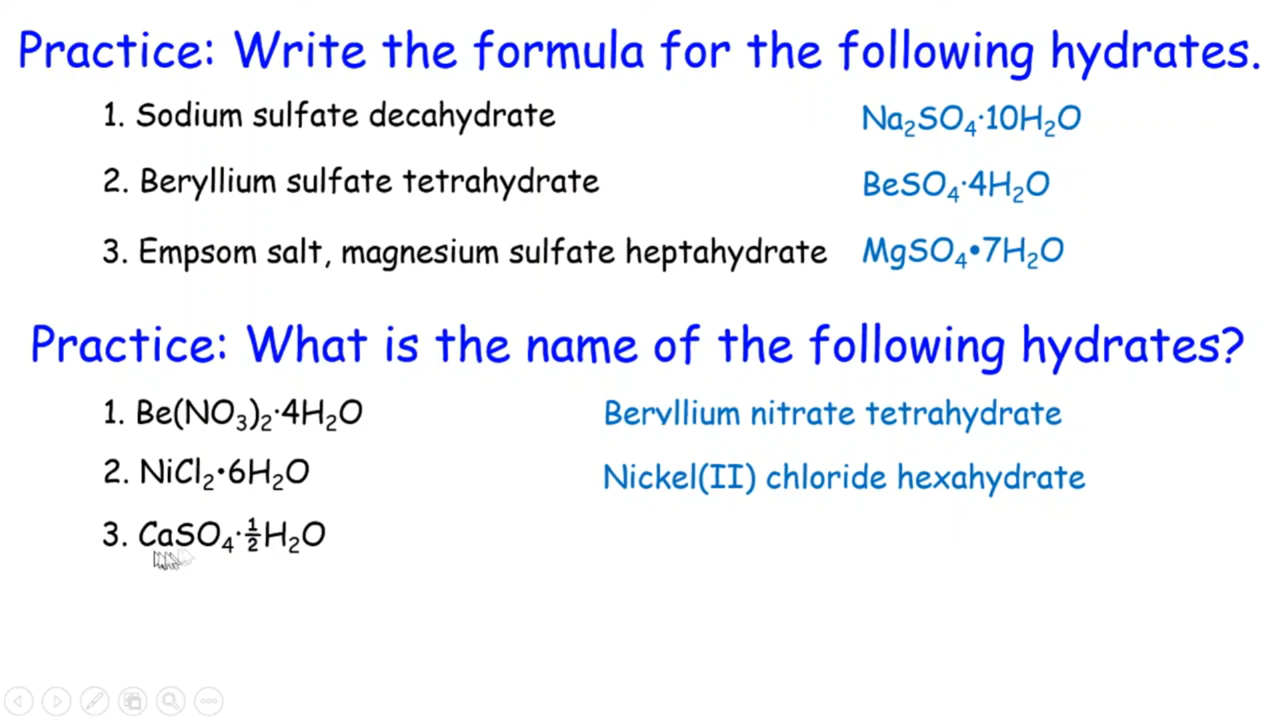 Practice: Write the formula for the following hydrates.
1. Sodium sulfate decahydrate Na₂SO₄·10H₂O
2. Beryllium sulfate tetrahydrate BeSO₄·4H₂O
3. Empsom salt, magnesium sulfate heptahydrate MgSO₄•7H₂O
Practice: What is the name of the following hydrates?
1. Be(NO₃)₂·4H₂O Beryllium nitrate tetrahydrate
2. NiCl₂•6H₂O Nickel(II) chloride hexahydrate
3. CaSO₄·½H₂O